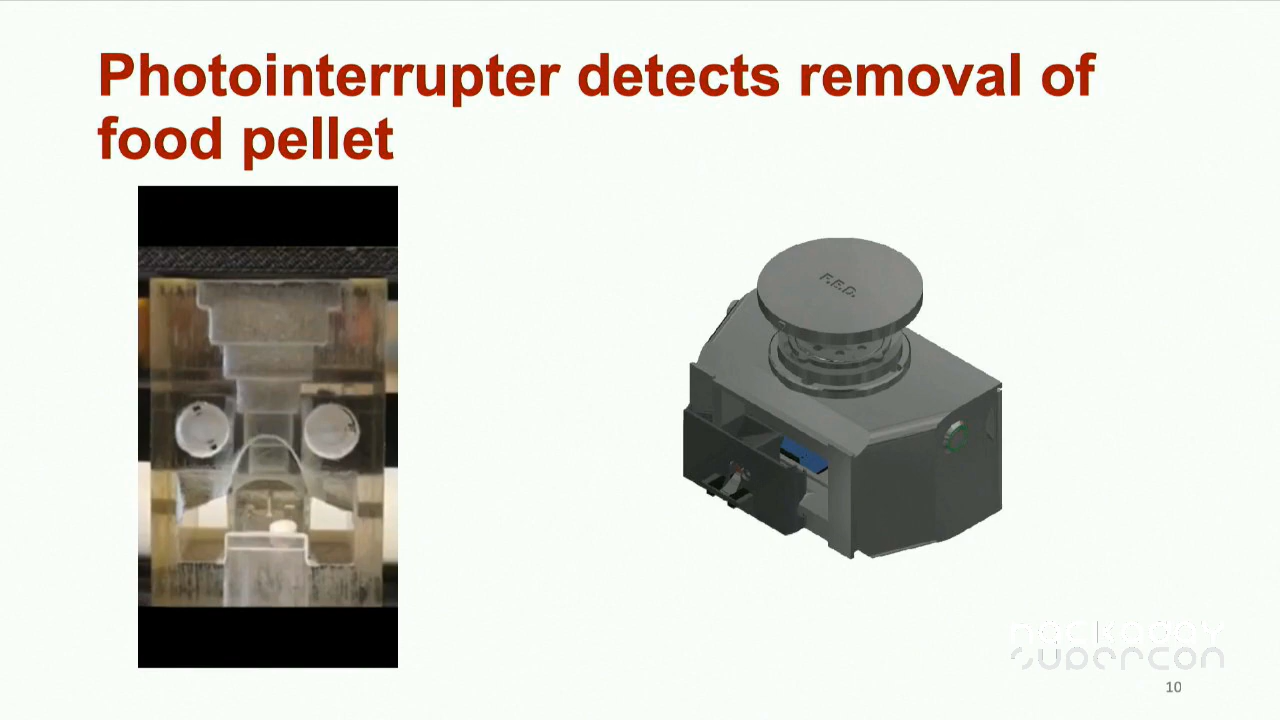 Photointerrupter detects removal of
food pellet
F.E.D.
hackaday
supercon
10